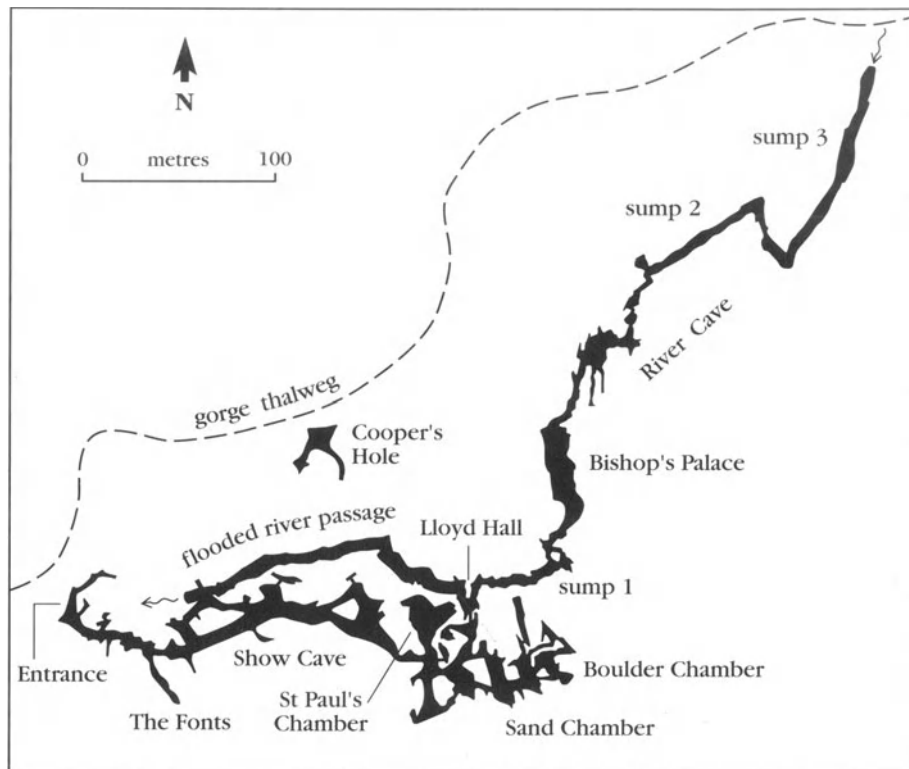 N
0 metres 100
sump 3
sump 2
River Cave
gorge thalweg
Cooper's
Hole
Bishop's Palace
flooded river passage
Lloyd Hall
sump 1
Entrance
Show Cave
Boulder Chamber
The Fonts
St Paul's
Chamber
Sand Chamber